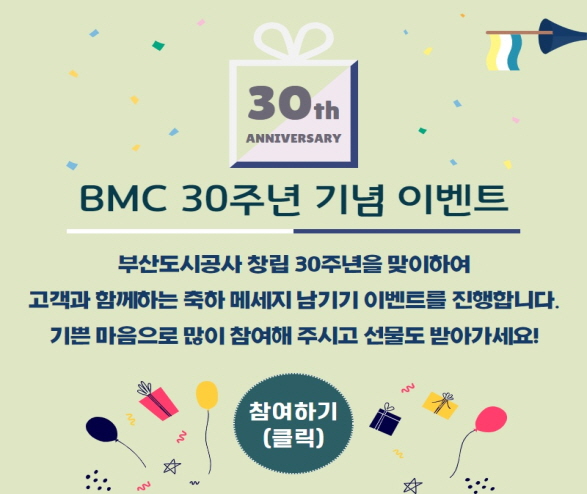 30th
ANNIVERSARY
BMC 30주년 기념 이벤트
부산도시공사 창립 30주년을 맞이하여
고객과 함께하는 축하 메세지 남기기 이벤트를 진행합니다.
기쁜 마음으로 많이 참여해 주시고 선물도 받아가세요!
참여하기
(클릭)